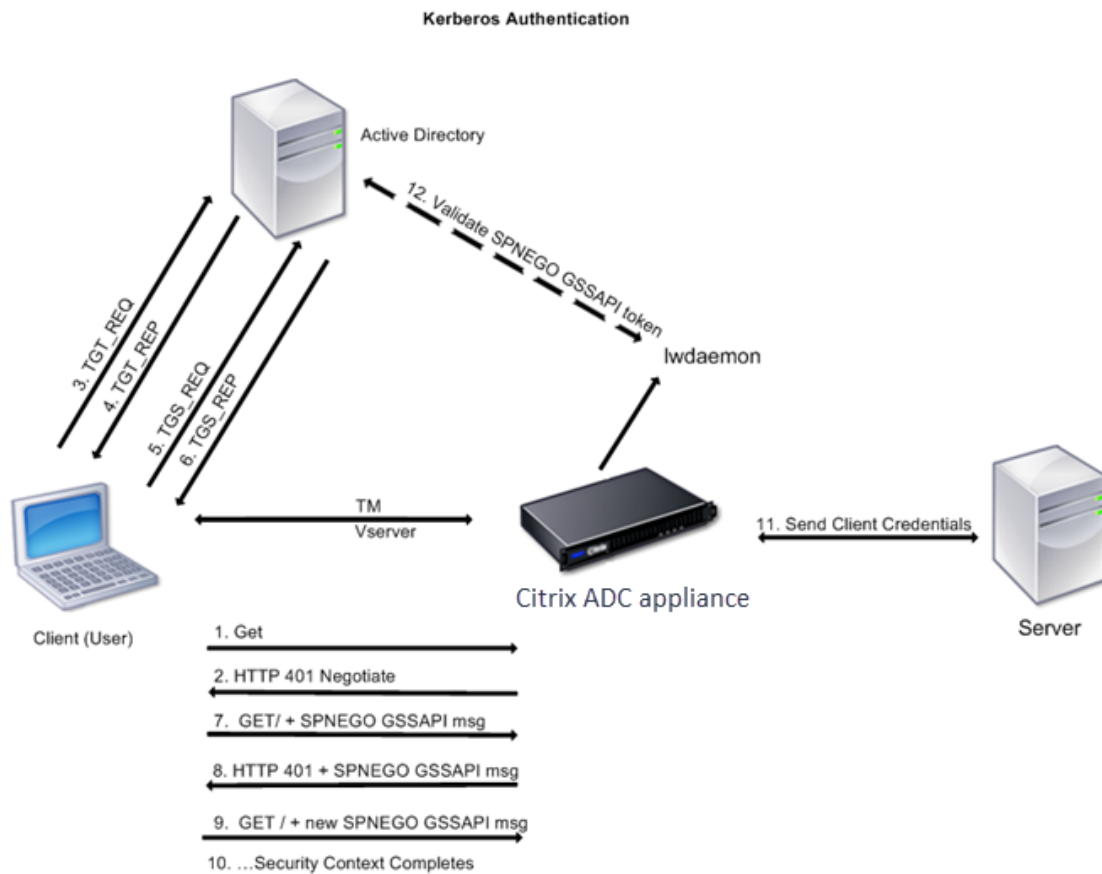 Kerberos Authentication
Active Directory
12. Validate SPNEGO GSSAPI token
lwdaemon
3. TGT_REQ
4. TGT_REP
5. TGS_REQ
6. TGS_REP
TM
Vserver
11. Send Client Credentials
Citrix
Citrix ADC appliance
Client (User)
Server
1. Get
2. HTTP 401 Negotiate
7. GET/ + SPNEGO GSSAPI msg
8. HTTP 401 + SPNEGO GSSAPI msg
9. GET / + new SPNEGO GSSAPI msg
10. ...Security Context Completes